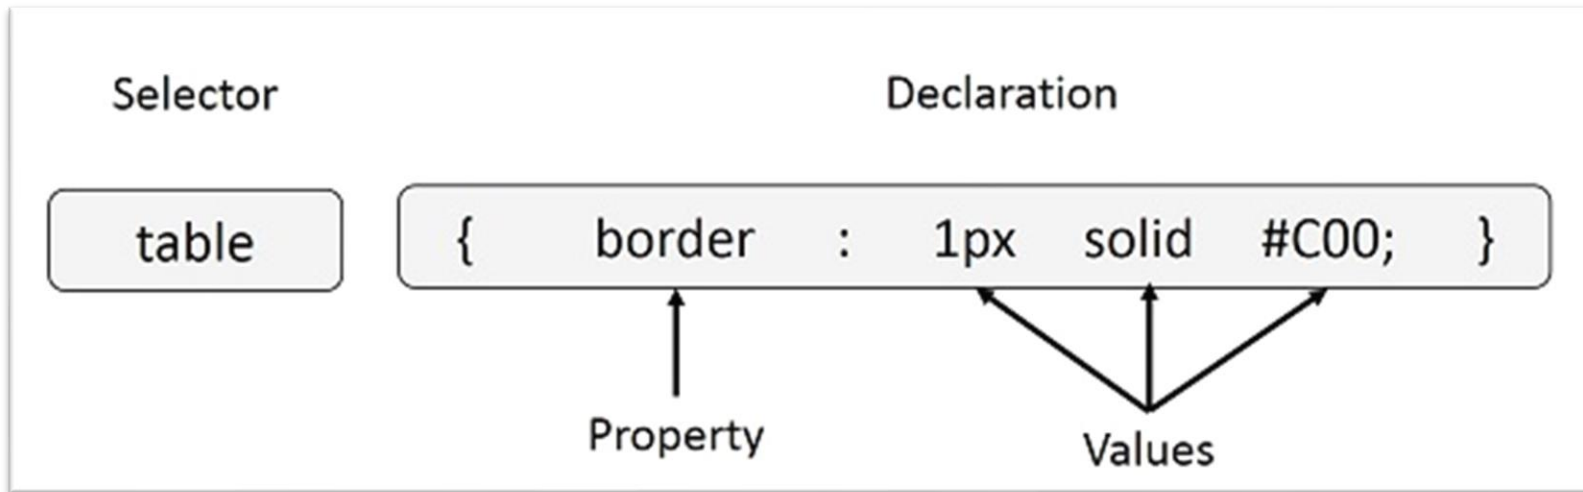 Selector Declaration
table { border : 1px solid #C00; }
Property Values